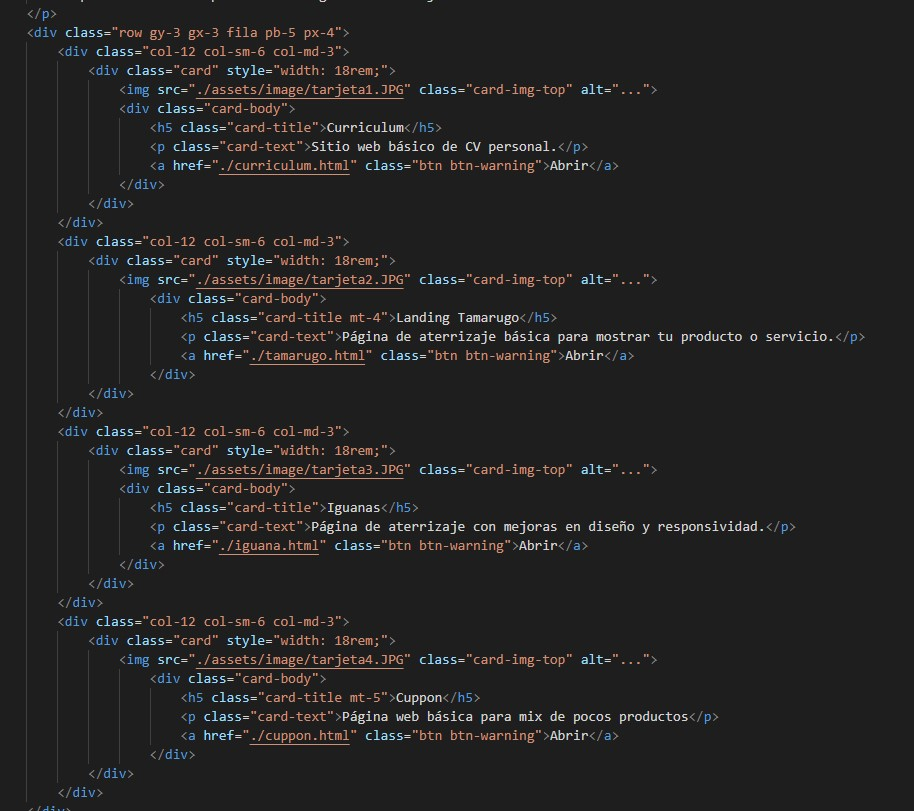 </p>
<div class="row gy-3 gx-3 fila pb-5 px-4">
<div class="col-12 col-sm-6 col-md-3">
<div class="card" style="width: 18rem;">
<img src="./assets/image/tarjeta1.JPG" class="card-img-top" alt="...">
<div class="card-body">
<h5 class="card-title">Curriculum</h5>
<p class="card-text">Sitio web básico de CV personal.</p>
<a href="./curriculum.html" class="btn btn-warning">Abrir</a>
</div>
</div>
</div>
<div class="col-12 col-sm-6 col-md-3">
<div class="card" style="width: 18rem;">
<img src="./assets/image/tarjeta2.JPG" class="card-img-top" alt="...">
<div class="card-body">
<h5 class="card-title mt-4">Landing Tamarugo</h5>
<p class="card-text">Página de aterrizaje básica para mostrar tu producto o servicio.</p>
<a href="./tamarugo.html" class="btn btn-warning">Abrir</a>
</div>
</div>
</div>
<div class="col-12 col-sm-6 col-md-3">
<div class="card" style="width: 18rem;">
<img src="./assets/image/tarjeta3.JPG" class="card-img-top" alt="...">
<div class="card-body">
<h5 class="card-title">Iguanas</h5>
<p class="card-text">Página de aterrizaje con mejoras en diseño y responsividad.</p>
<a href="./iguana.html" class="btn btn-warning">Abrir</a>
</div>
</div>
</div>
<div class="col-12 col-sm-6 col-md-3">
<div class="card" style="width: 18rem;">
<img src="./assets/image/tarjeta4.JPG" class="card-img-top" alt="...">
<div class="card-body">
<h5 class="card-title mt-5">Cuppon</h5>
<p class="card-text">Página web básica para mix de pocos productos</p>
<a href="./cuppon.html" class="btn btn-warning">Abrir</a>
</div>
</div>
</div>
</div>